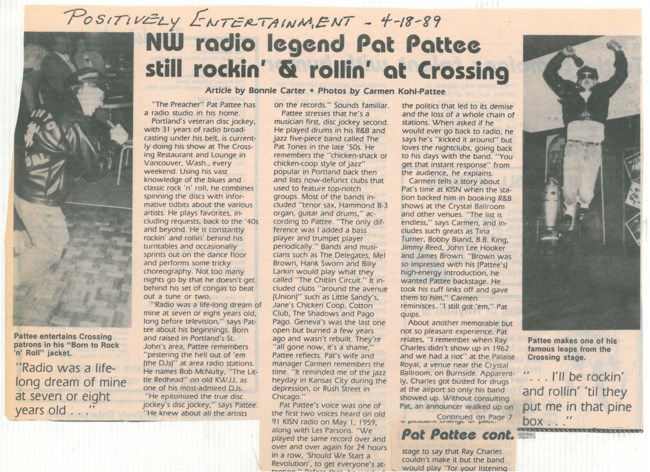 POSITIVELY ENTERTAINMENT - 4-18-89
NW radio legend Pat Pattee
still rockin' & rollin' at Crossing
Article by Bonnie Carter • Photos by Carmen Kohl-Pattee
Pattee entertains Crossing
patrons in his "Born to Rock
'n' Roll" jacket.
"Radio was a life-
long dream of mine
at seven or eight
years old . . ."
"The Preacher" Pat Pattee has
a radio studio in his home.
Portland's veteran disc jockey,
with 31 years of radio broad-
casting under his belt, is current-
ly doing his show at The Cross-
ing Restaurant and Lounge in
Vancouver, Wash., every
weekend. Using his vast
knowledge of the blues and
classic rock 'n' roll, he combines
spinning the discs with infor-
mative tidbits about the various
artists. He plays favorites, in-
cluding requests, back to the '40s
and beyond. He is constantly
rockin' and rollin' behind his
turntables and occasionally
sprints out on the dance floor
and performs some tricky
choreography. Not too many
nights go by that he doesn't get
behind his set of congas to beat
out a tune or two.
"Radio was a life-long dream of
mine at seven or eight years old,
long before television," says Pat-
tee about his beginnings. Born
and raised in Portland's St.
John's area, Pattee remembers
"pestering the hell out of 'em
(the DJs)" at area radio stations.
He names Bob McNulty, "The Lit-
tle Redhead" on old KWJJ, as
one of his most-admired DJs.
"He epitomized the true disc
jockey's disc jockey," says Pattee.
"He knew about all the artists
on the records." Sounds familiar.
Pattee stresses that he's a
musician first, disc jockey second.
He played drums in his R&B and
jazz five-piece band called The
Pat Tones in the late '50s. He
remembers the "chicken-shack or
chicken-coop style of jazz"
popular in Portland back then
and lists now-defunct clubs that
used to feature top-notch
groups. Most of the bands in-
cluded "tenor sax, Hammond B-3
organ, guitar and drums," ac-
cording to Pattee. "The only dif-
ference was I added a bass
player and trumpet player
periodically." Bands and musi-
cians such as The Delegates, Mel
Brown, Hank Swarn and Billy
Larkin would play what they
called "The Chitlin Circuit." It in-
cluded clubs "around the avenue
(Union)" such as Little Sandy's,
Jane's Chicken Coop, Cotton
Club, The Shadows and Pago
Pago. Geneva's was the last one
open but burned a few years
ago and wasn't rebuilt. They're
"all gone now, it's a shame,"
Pattee reflects. Pat's wife and
manager Carmen remembers the
time. "It reminded me of the jazz
heyday in Kansas City during the
depression, or Rush Street in
Chicago."
Pat Pattee's voice was one of
the first two voices heard on old
91 KISN radio on May 1, 1959,
along with Les Parsons. "We
played the same record over and
over and over again for 24 hours
in a row, 'Should We Start a
Revolution', to get everyone's at-
the politics that led to its demise
and the loss of a whole chain of
stations. When asked if he
would ever go back to radio, he
says he's "kicked it around" but
loves the nightclubs, going back
to his days with the band. "You
get that instant response" from
the audience, he explains.
Carmen tells a story about
Pat's time at KISN when the sta-
tion backed him in booking R&B
shows at the Crystal Ballroom
and other venues. "The list is
endless," says Carmen, and in-
cludes such greats as Tina
Turner, Bobby Bland, B.B. King,
Jimmy Reed, John Lee Hooker
and James Brown. "Brown was
so impressed with his [Pattee's]
high-energy introduction, he
wanted Pattee backstage. He
took his cuff links off and gave
them to him," Carmen
reminisces. "I still got 'em," Pat
quips.
About another memorable but
not so pleasant experience, Pat
relates, "I remember when Ray
Charles didn't show up in 1962
and we had a riot" at the Palaise
Royal, a venue near the Crystal
Ballroom, on Burnside. Apparent-
ly, Charles got busted for drugs
at the airport so only his band
showed up. Without consulting
Pat, an announcer walked up on
Continued on Page 7
Pat Pattee cont.
stage to say that Ray Charles
couldn't make it but the band
would play "for your listening
Pattee makes one of his
famous leaps from the
Crossing stage.
". . . I'll be rockin'
and rollin' 'til they
put me in that pine
box . . ."